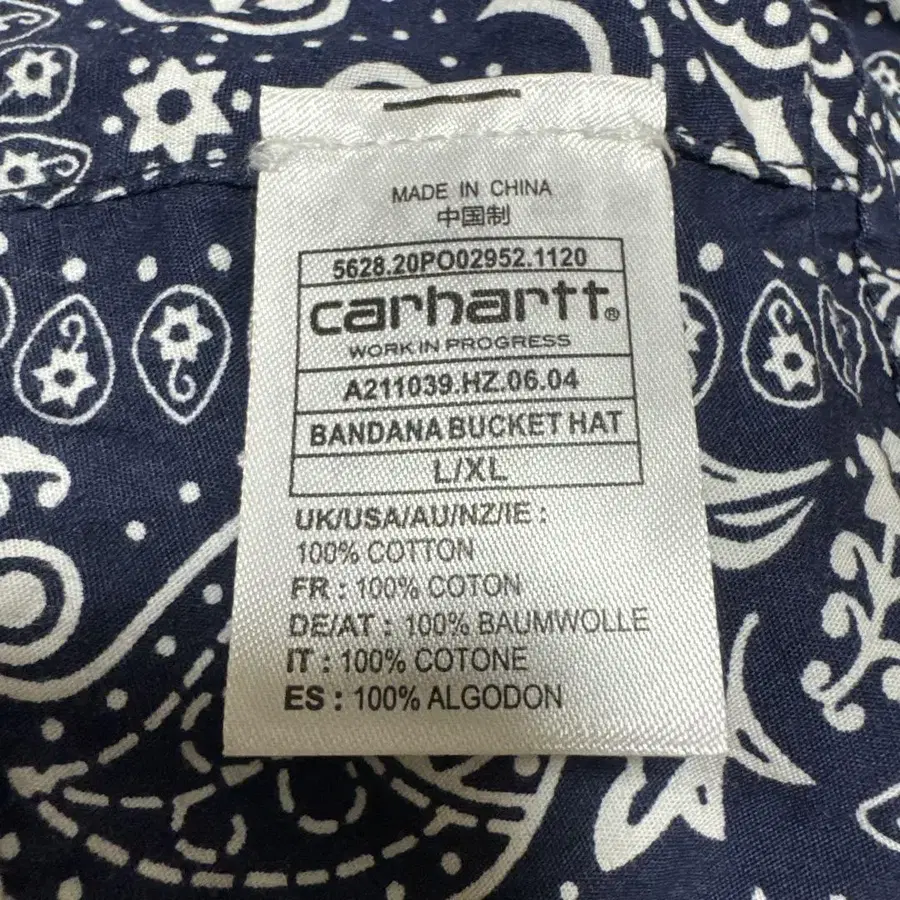 MADE IN CHINA
中国制
5628.20PO02952.1120
carhartt®
WORK IN PROGRESS
A211039.HZ.06.04
BANDANA BUCKET HAT
L/XL
UK/USA/AU/NZ/IE :
100% COTTON
FR : 100% COTON
DE/AT : 100% BAUMWOLLE
IT : 100% COTONE
ES : 100% ALGODON